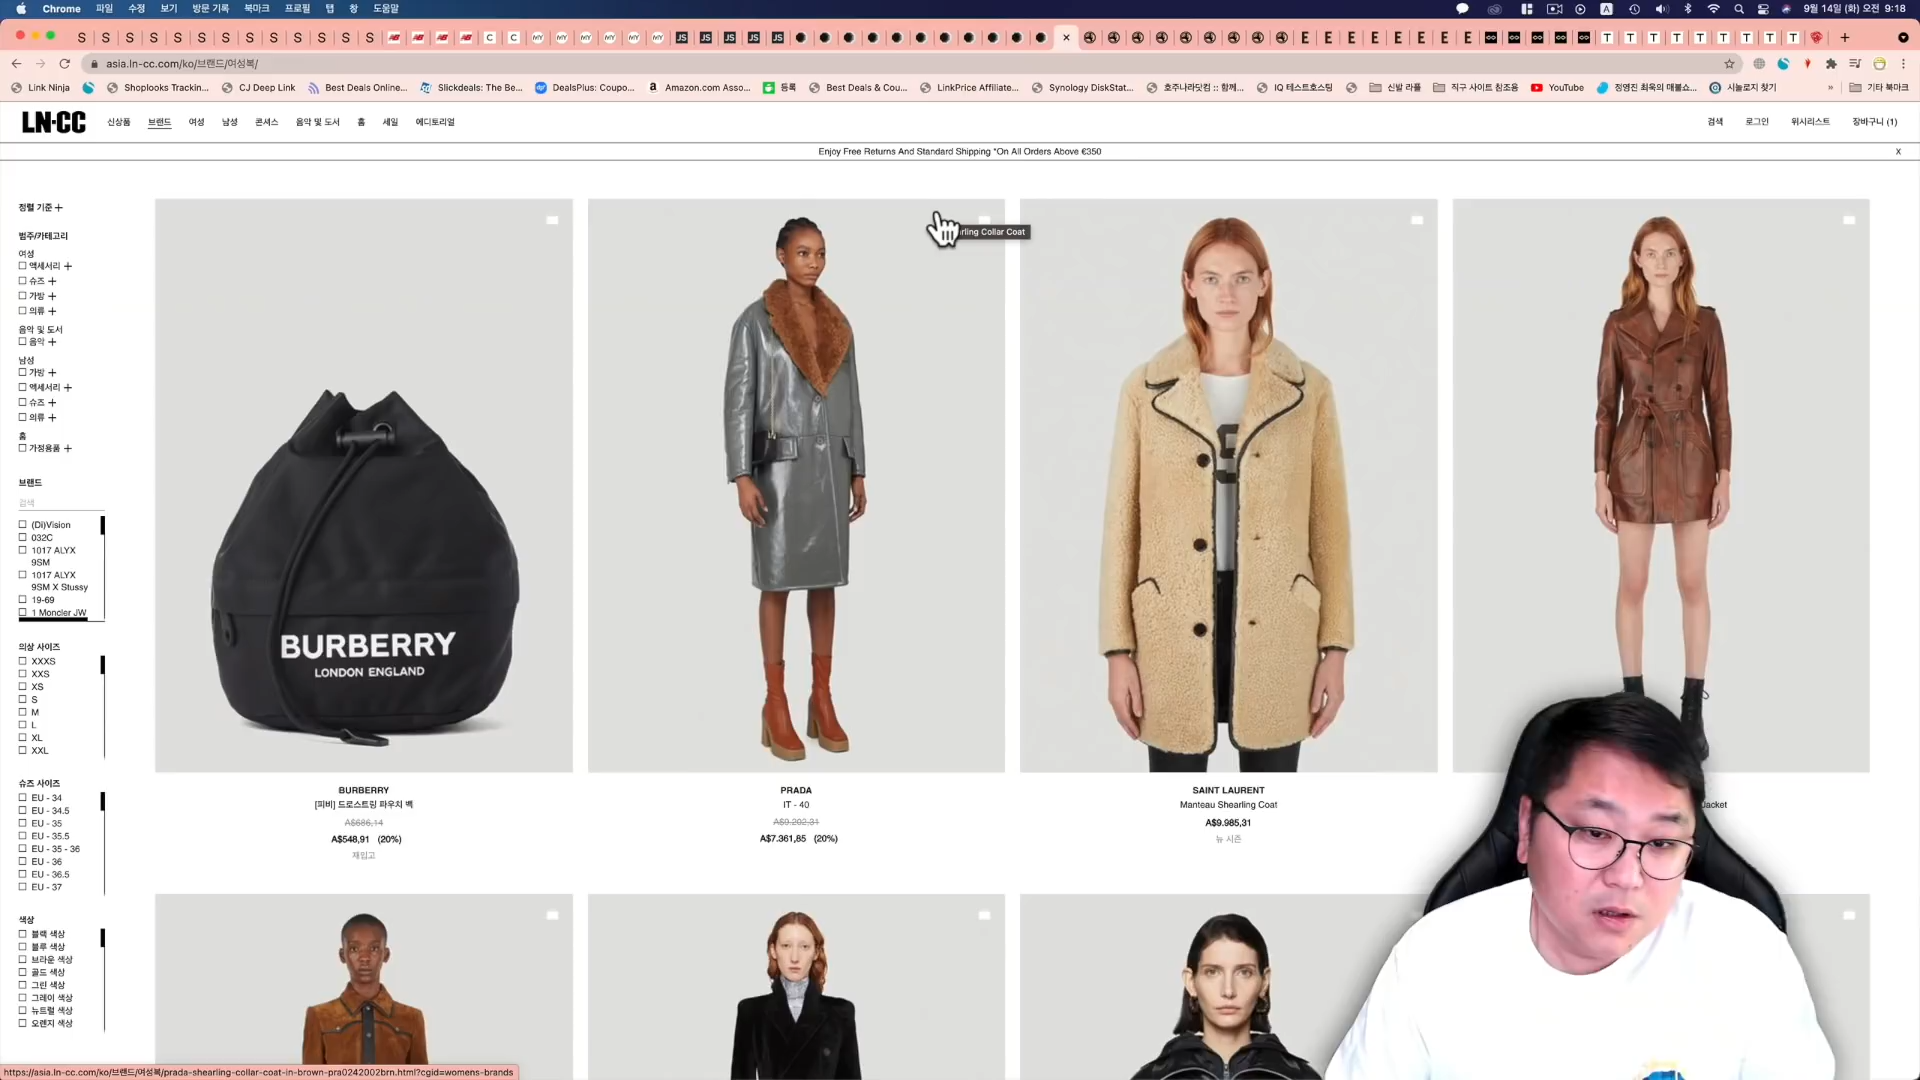 Chrome 파일 수정 보기 방문 기록 북마크 프로필 탭 창 도움말 9월 14일 (화) 오전 9:18
asia.ln-cc.com/ko/브랜드/여성복/
Link Ninja Shoplooks Trackin... CJ Deep Link Best Deals Online... Slickdeals: The Be... DealsPlus: Coupo... Amazon.com Asso... 등록 Best Deals & Cou... LinkPrice Affiliate... Synology DiskStat... 호주나라닷컴 :: 함께... IQ 테스트호스팅 신발 라플 직구 사이트 참조용 YouTube 정영진 최욱의 매불쇼... 시놀로지 찾기 » 기타 북마크
LN-CC 신상품 브랜드 여성 남성 콘셔스 음악 및 도서 홈 세일 에디토리얼 검색 로그인 위시리스트 장바구니 (1)
Enjoy Free Returns And Standard Shipping *On All Orders Above €350 X
정렬 기준 +
범주/카테고리
여성
액세서리 +
슈즈 +
가방 +
의류 +
음악 및 도서
음악 +
남성
가방 +
액세서리 +
슈즈 +
의류 +
홈
가정용품 +
브랜드
검색
(Di)Vision
032C
1017 ALYX
9SM
1017 ALYX
9SM X Stussy
19-69
1 Moncler JW
의상 사이즈
XXXS
XXS
XS
S
M
L
XL
XXL
슈즈 사이즈
EU - 34
EU - 34.5
EU - 35
EU - 35.5
EU - 35 - 36
EU - 36
EU - 36.5
EU - 37
색상
블랙 색상
블루 색상
브라운 색상
골드 색상
그린 색상
그레이 색상
뉴트럴 색상
오렌지 색상
BURBERRY
LONDON ENGLAND
BURBERRY
[피비] 드로스트링 파우치 백
A$686,14
A$548,91 (20%)
재입고
rling Collar Coat
PRADA
IT - 40
A$9.202,31
A$7.361,85 (20%)
SAINT LAURENT
Manteau Shearling Coat
A$9.985,31
뉴 시즌
Jacket
https://asia.ln-cc.com/ko/브랜드/여성복/prada-shearling-collar-coat-in-brown-pra0242002brn.html?cgid=womens-brands